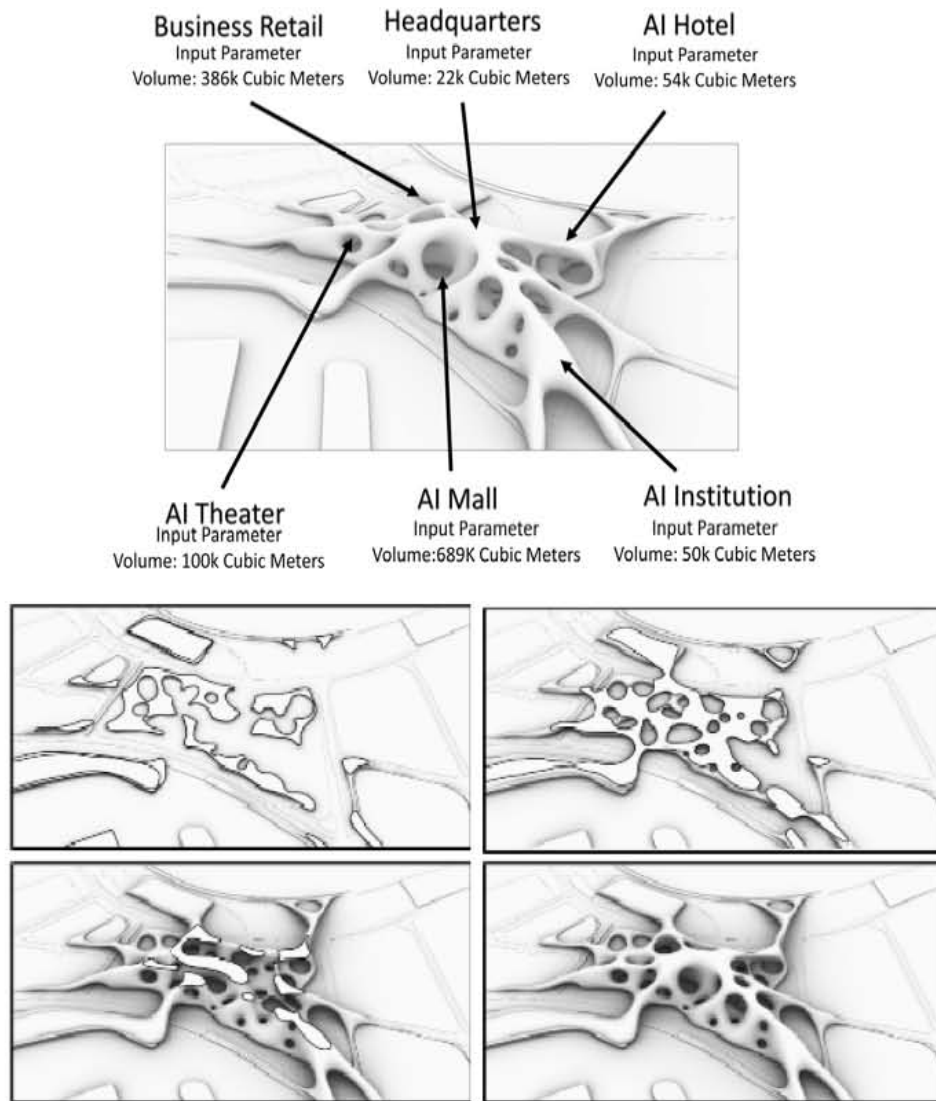 Business Retail
Input Parameter
Volume: 386k Cubic Meters
Headquarters
Input Parameter
Volume: 22k Cubic Meters
AI Hotel
Input Parameter
Volume: 54k Cubic Meters
AI Theater
Input Parameter
Volume: 100k Cubic Meters
AI Mall
Input Parameter
Volume:689K Cubic Meters
AI Institution
Input Parameter
Volume: 50k Cubic Meters